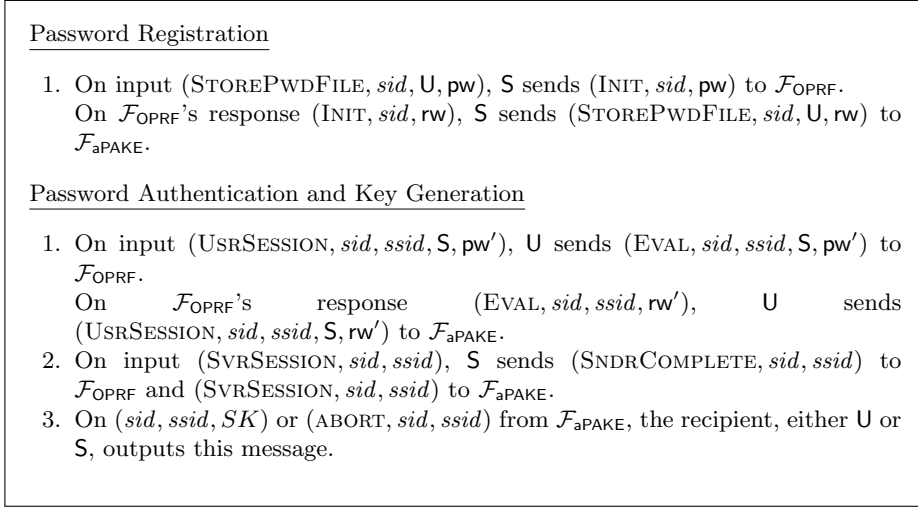 Password Registration
1. On input (STOREPWDFILE, sid, U, pw), S sends (INIT, sid, pw) to F_OPRF.
On F_OPRF's response (INIT, sid, rw), S sends (STOREPWDFILE, sid, U, rw) to
F_aPAKE.
Password Authentication and Key Generation
1. On input (USRSESSION, sid, ssid, S, pw′), U sends (EVAL, sid, ssid, S, pw′) to
F_OPRF.
On F_OPRF's response (EVAL, sid, ssid, rw′), U sends
(USRSESSION, sid, ssid, S, rw′) to F_aPAKE.
2. On input (SVRSESSION, sid, ssid), S sends (SNDRCOMPLETE, sid, ssid) to
F_OPRF and (SVRSESSION, sid, ssid) to F_aPAKE.
3. On (sid, ssid, SK) or (ABORT, sid, ssid) from F_aPAKE, the recipient, either U or
S, outputs this message.